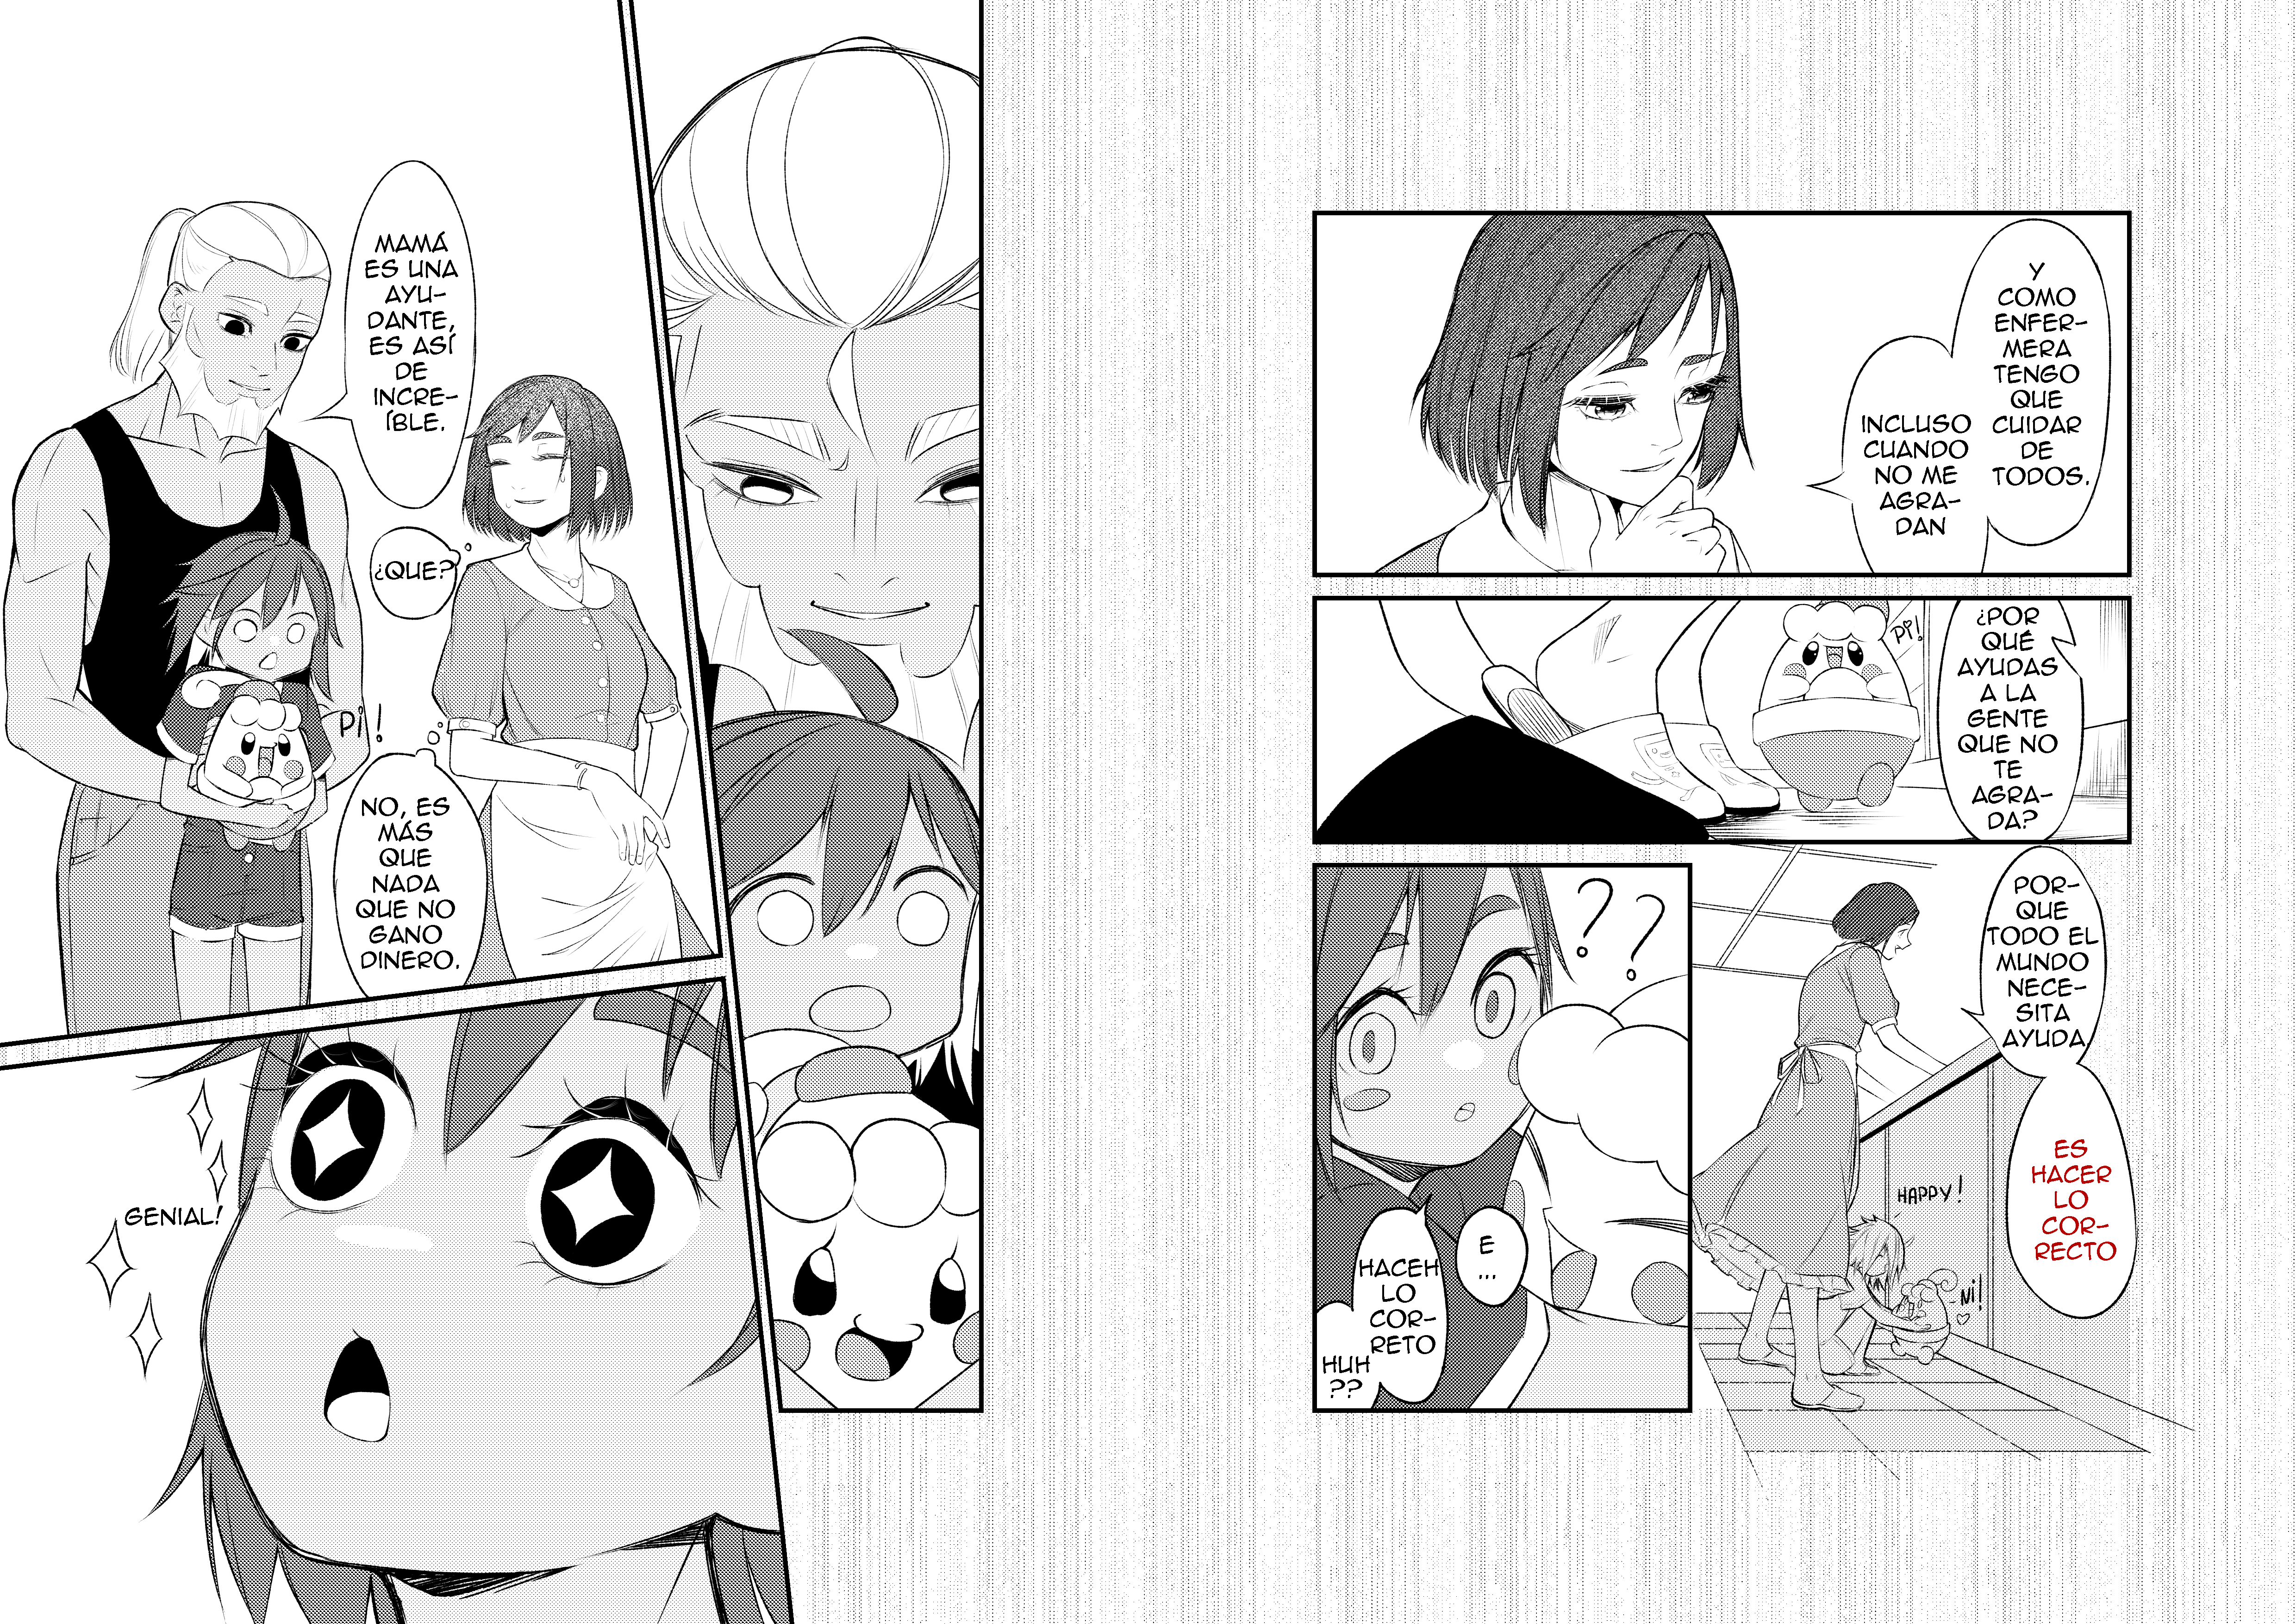 Y
COMO
ENFER-
MERA
TENGO
QUE
CUIDAR
DE
TODOS.
INCLUSO
CUANDO
NO ME
AGRA-
DAN
¿POR
QUÉ
AYUDAS
A LA
GENTE
QUE NO
TE
AGRA-
DA?
Pi!
POR-
QUE
TODO EL
MUNDO
NECE-
SITA
AYUDA.
ES
HACER
LO
COR-
RECTO
HAPPY!
Ni!
??
E
...
HACEH
LO
COR-
RETO
HUH
??
MAMÁ
ES UNA
AYU-
DANTE,
ES ASÍ
DE
INCRE-
ÍBLE.
¿QUE?
Pi!
NO, ES
MÁS
QUE
NADA
QUE NO
GANO
DINERO.
GENIAL!